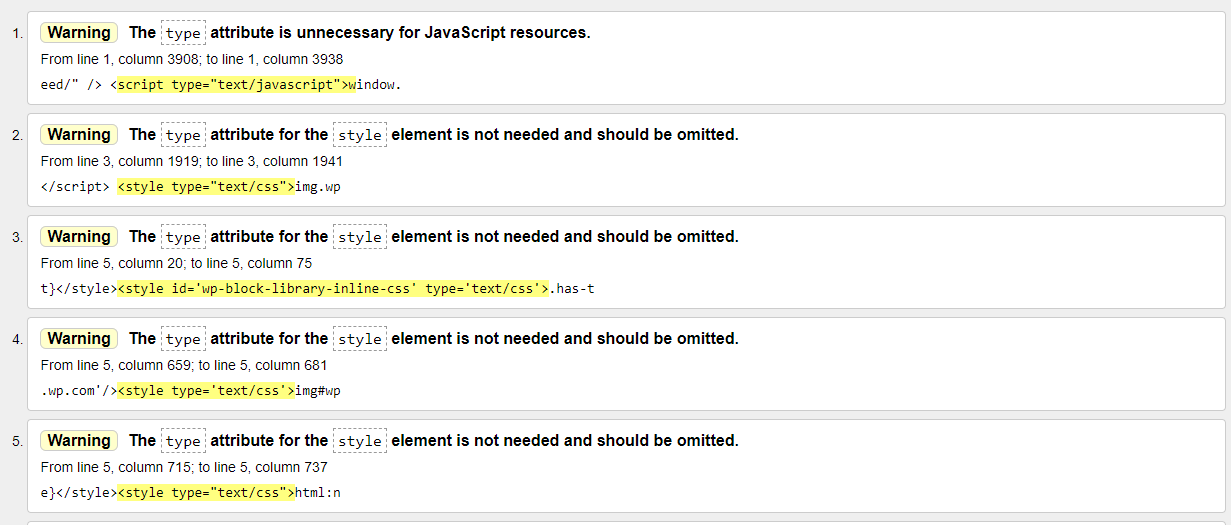 1. Warning The type attribute is unnecessary for JavaScript resources.
From line 1, column 3908; to line 1, column 3938
eed/" /> <script type="text/javascript">window.
2. Warning The type attribute for the style element is not needed and should be omitted.
From line 3, column 1919; to line 3, column 1941
</script> <style type="text/css">img.wp
3. Warning The type attribute for the style element is not needed and should be omitted.
From line 5, column 20; to line 5, column 75
t}</style><style id='wp-block-library-inline-css' type='text/css'>.has-t
4. Warning The type attribute for the style element is not needed and should be omitted.
From line 5, column 659; to line 5, column 681
.wp.com'/><style type='text/css'>img#wp
5. Warning The type attribute for the style element is not needed and should be omitted.
From line 5, column 715; to line 5, column 737
e}</style><style type="text/css">html:n